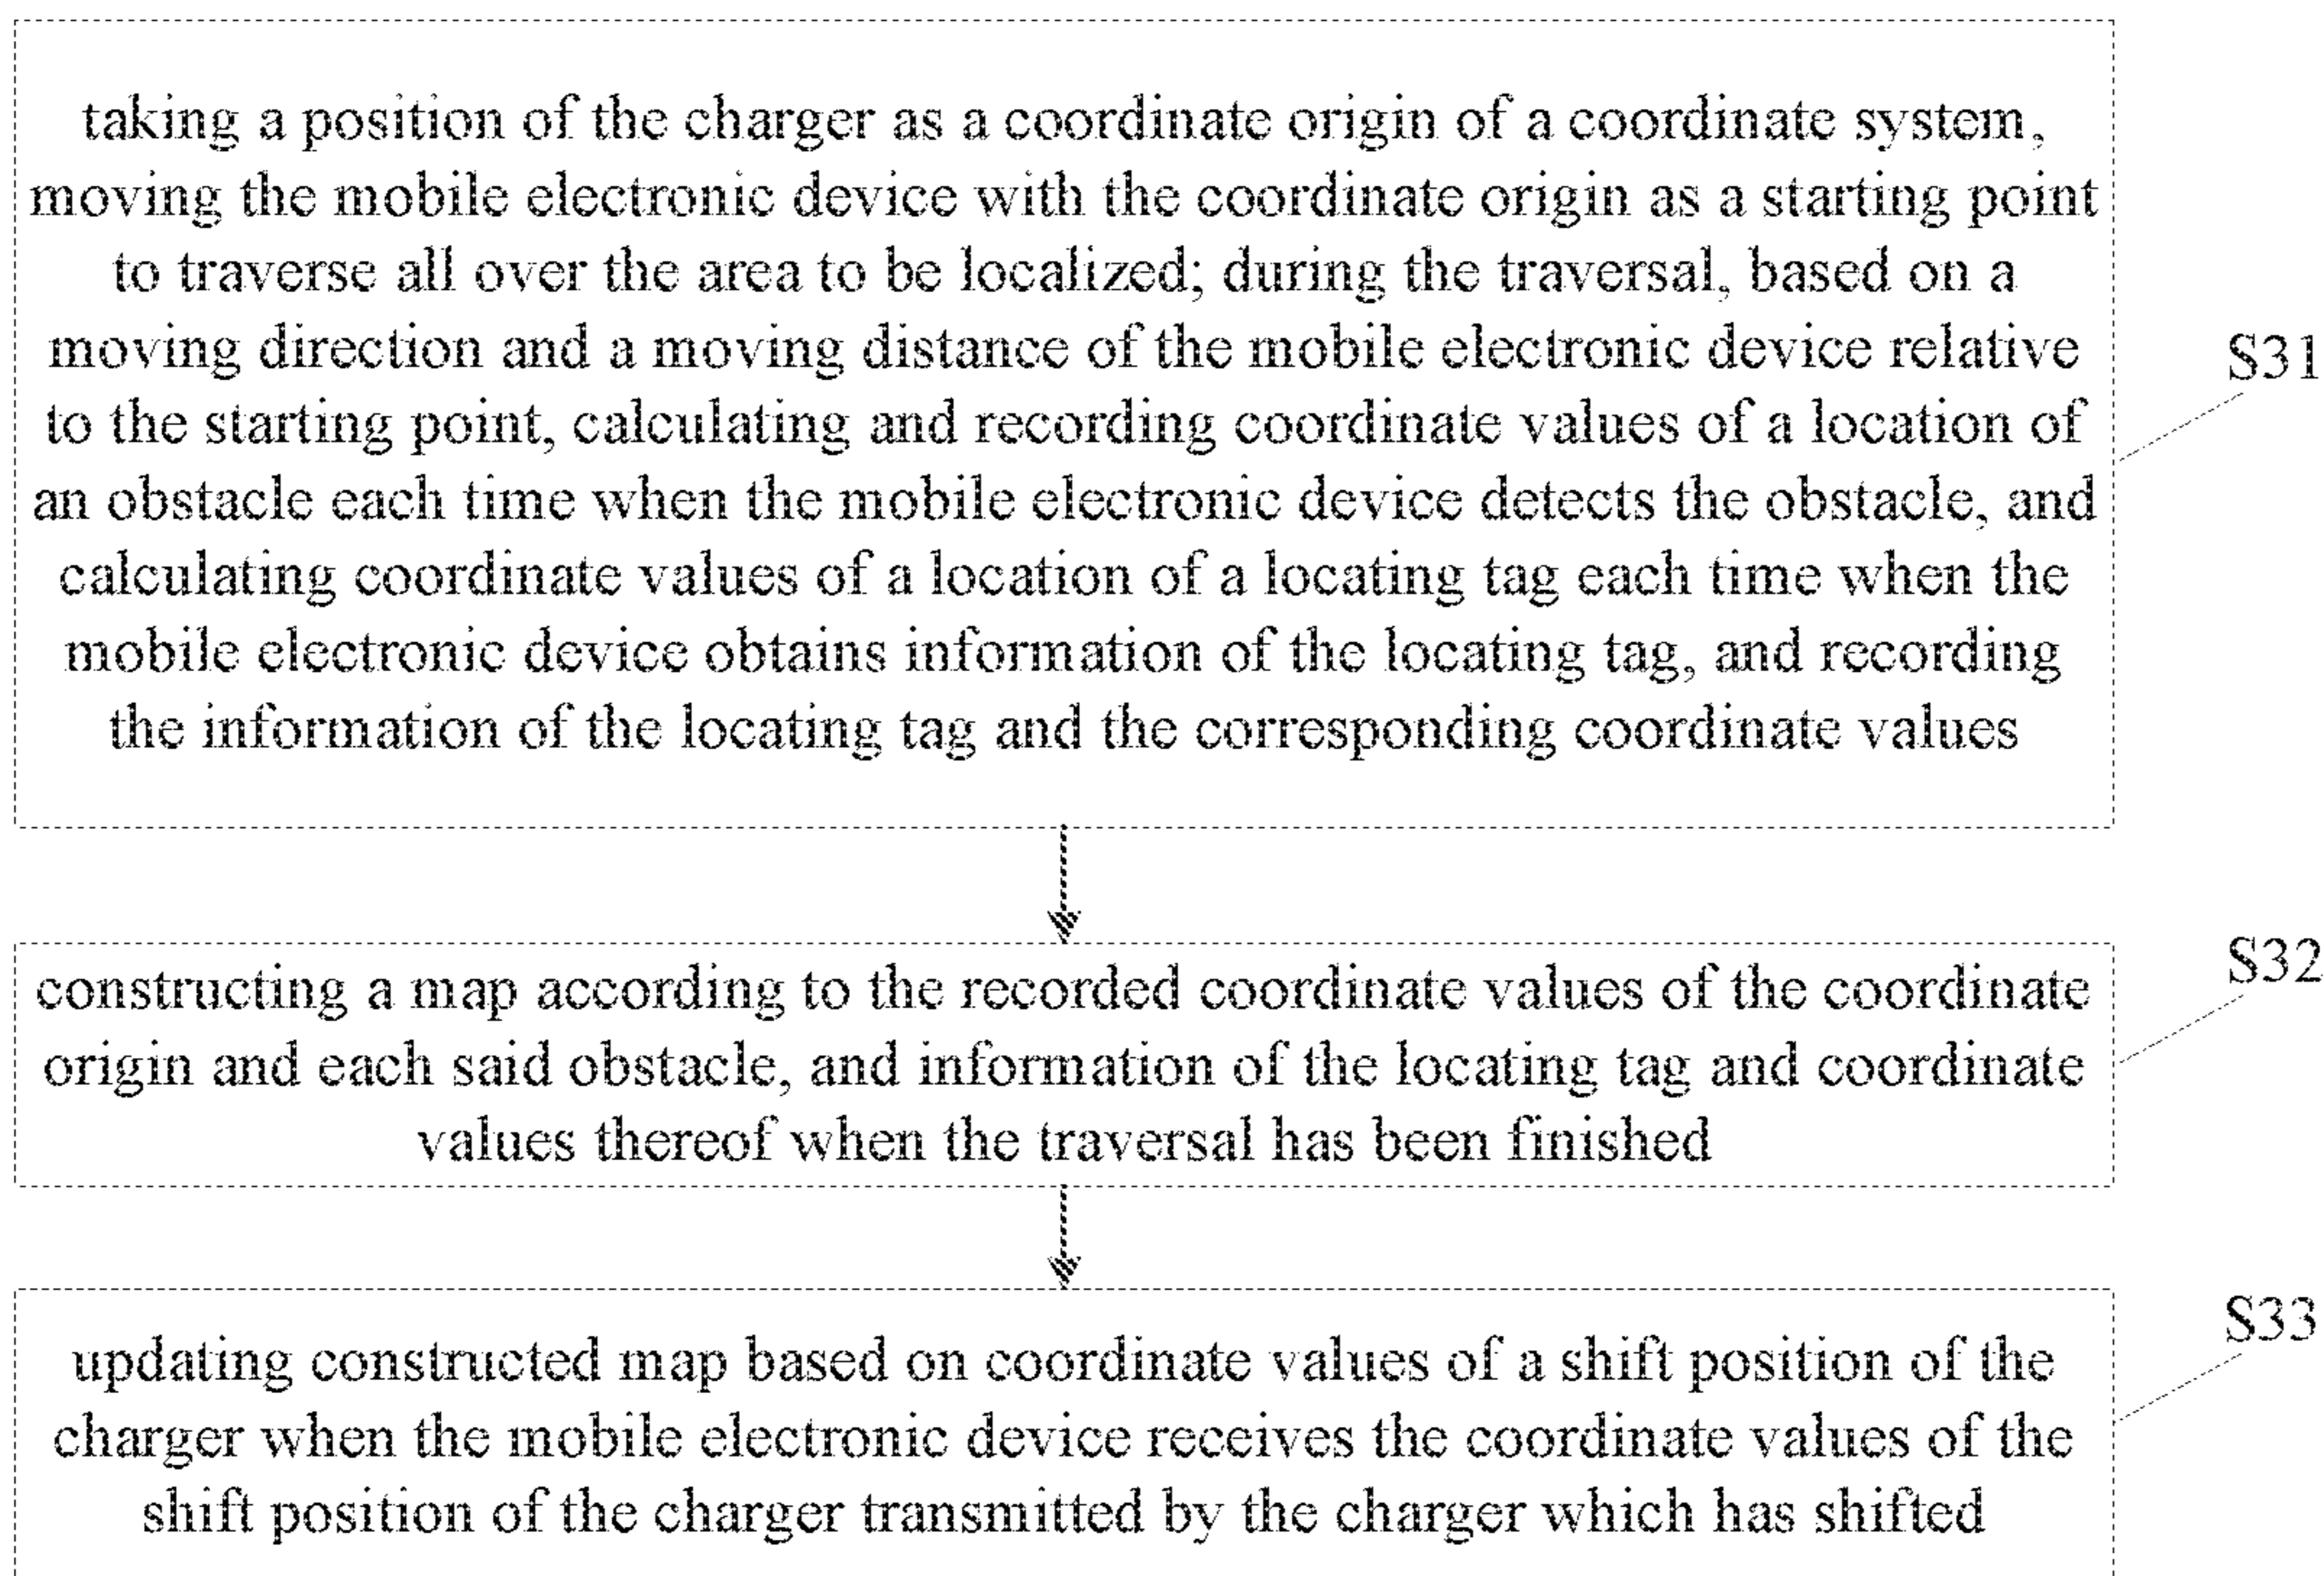 taking a position of the charger as a coordinate origin of a coordinate system,
moving the mobile electronic device with the coordinate origin as a starting point
to traverse all over the area to be localized; during the traversal, based on a
moving direction and a moving distance of the mobile electronic device relative
S31
to the starting point, calculating and recording coordinate values of a location of
an obstacle each time when the mobile electronic device detects the obstacle, and
calculating coordinate values of a location of a locating tag each time when the
mobile electronic device obtains information of the locating tag, and recording
the information of the locating tag and the corresponding coordinate values
S32
constructing a map according to the recorded coordinate values of the coordinate
origin and each said obstacle, and information of the locating tag and coordinate
values thereof when the traversal has been finished
S33
updating constructed map based on coordinate values of a shift position of the
charger when the mobile electronic device receives the coordinate values of the
shift position of the charger transmitted by the charger which has shifted